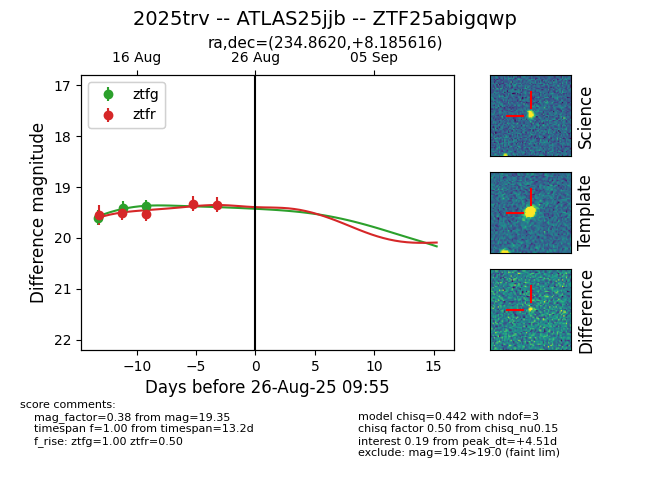 2025trv -- ATLAS25jjb -- ZTF25abigqwp
ra,dec=(234.8620,+8.185616)
16 Aug
26 Aug
05 Sep
ztfg
ztfr
17
18
19
20
21
22
Difference magnitude
−10
−5
0
5
10
15
Days before 26-Aug-25 09:55
Science
Template
Difference
score comments:
mag_factor=0.38 from mag=19.35
timespan f=1.00 from timespan=13.2d
f_rise: ztfg=1.00 ztfr=0.50
model chisq=0.442 with ndof=3
chisq factor 0.50 from chisq_nu0.15
interest 0.19 from peak_dt=+4.51d
exclude: mag=19.4>19.0 (faint lim)